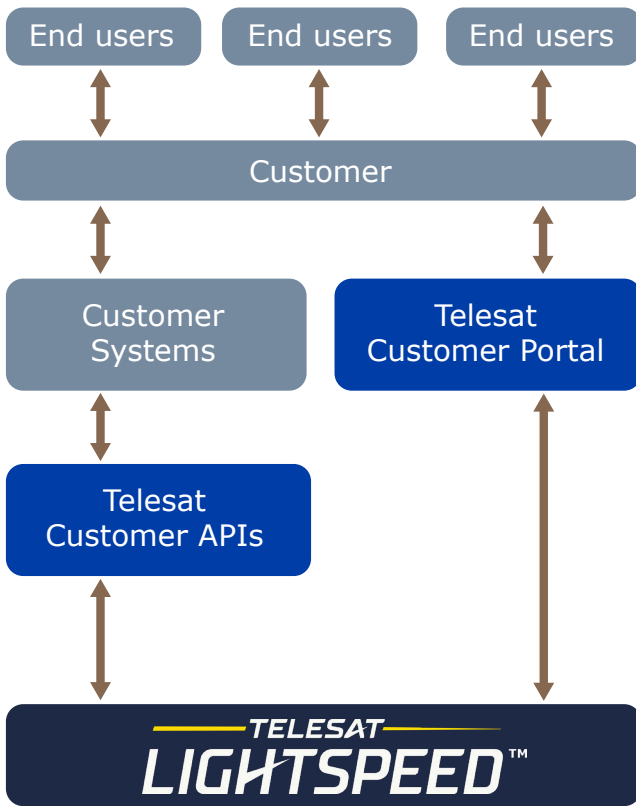 End users
End users
End users
Customer
Customer
Systems
Telesat
Customer Portal
Telesat
Customer APIs
TELESAT
LIGHTSPEED™